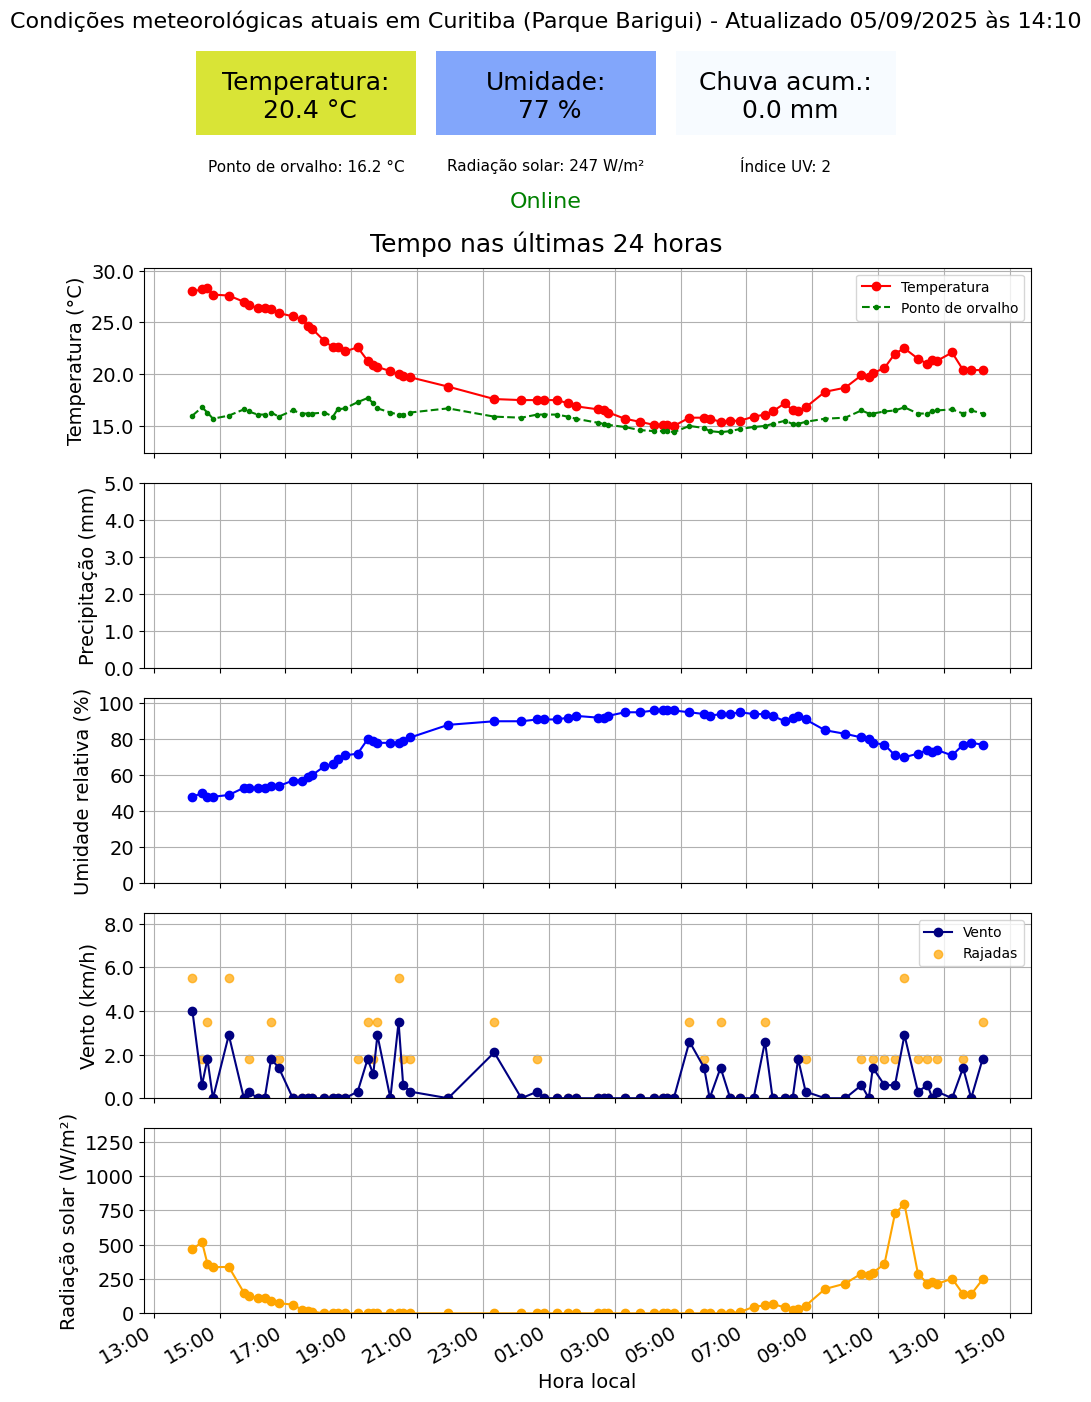 Condições meteorológicas atuais em Curitiba (Parque Barigui) - Atualizado 05/09/2025 às 14:10
Temperatura:
20.4 °C
Umidade:
77 %
Chuva acum.:
0.0 mm
Ponto de orvalho: 16.2 °C
Radiação solar: 247 W/m²
Índice UV: 2
Online
Tempo nas últimas 24 horas
Temperatura (°C)
30.0
25.0
20.0
15.0
Temperatura
Ponto de orvalho
Precipitação (mm)
5.0
4.0
3.0
2.0
1.0
0.0
Umidade relativa (%)
100
80
60
40
20
0
Vento (km/h)
8.0
6.0
4.0
2.0
0.0
Vento
Rajadas
Radiação solar (W/m²)
1250
1000
750
500
250
0
13:00
15:00
17:00
19:00
21:00
23:00
01:00
03:00
05:00
07:00
09:00
11:00
13:00
15:00
Hora local